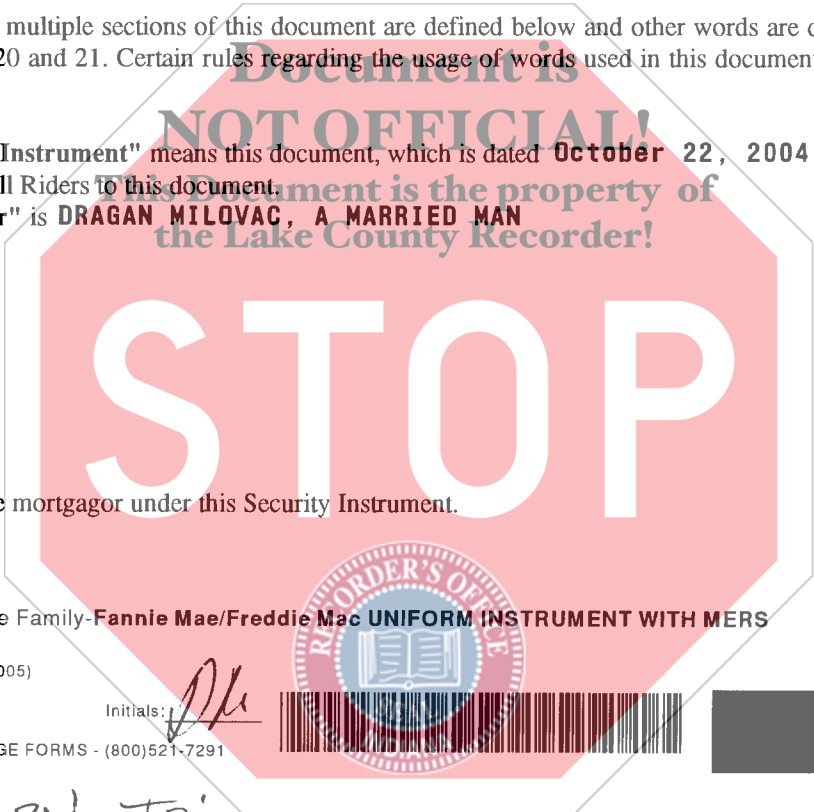 multiple sections of this document are defined below and other words are
20 and 21. Certain rules regarding the usage of words used in this document
Document is
NOT OFFICIAL!
This Document is the property of
the Lake County Recorder!
Instrument" means this document, which is dated October 22, 2004
ll Riders to this document.
r" is DRAGAN MILOVAC, A MARRIED MAN
STOP
e mortgagor under this Security Instrument.
RECORDER'S OFFICE
SEAL
INDIANA
e Family-Fannie Mae/Freddie Mac UNIFORM INSTRUMENT WITH MERS
005)
Initials:
GE FORMS - (800)521-7291